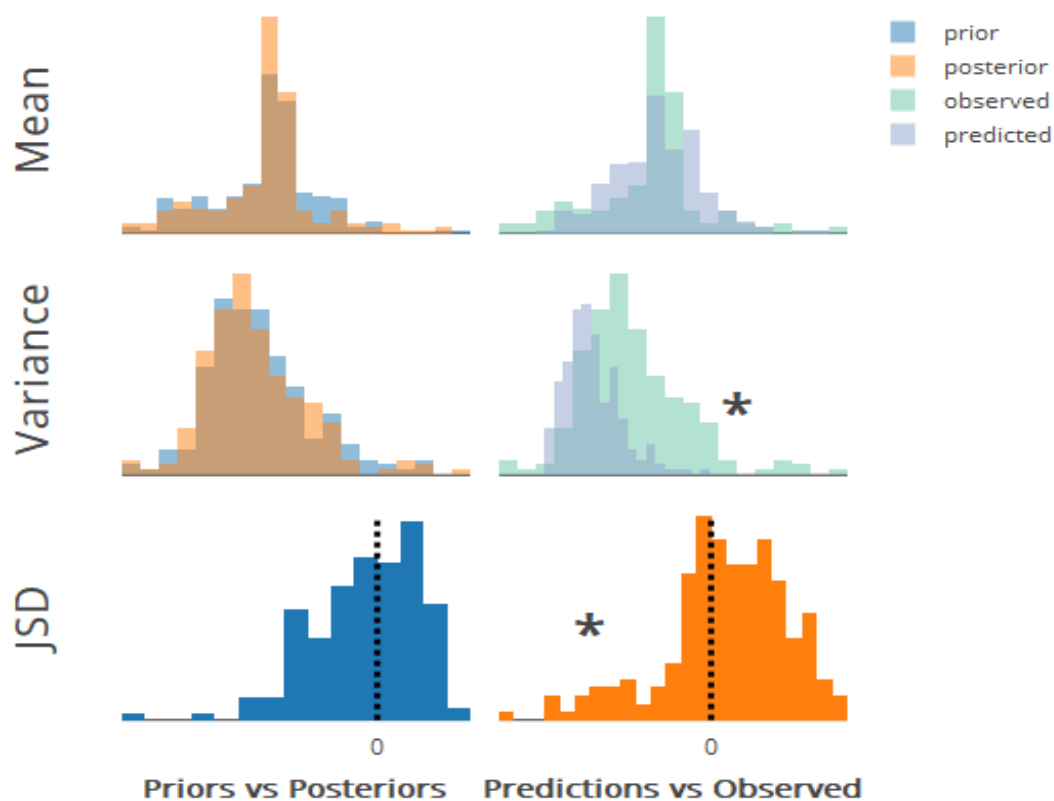 prior
posterior
observed
predicted
Mean
Variance
*
JSD
*
0
0
Priors vs Posteriors
Predictions vs Observed